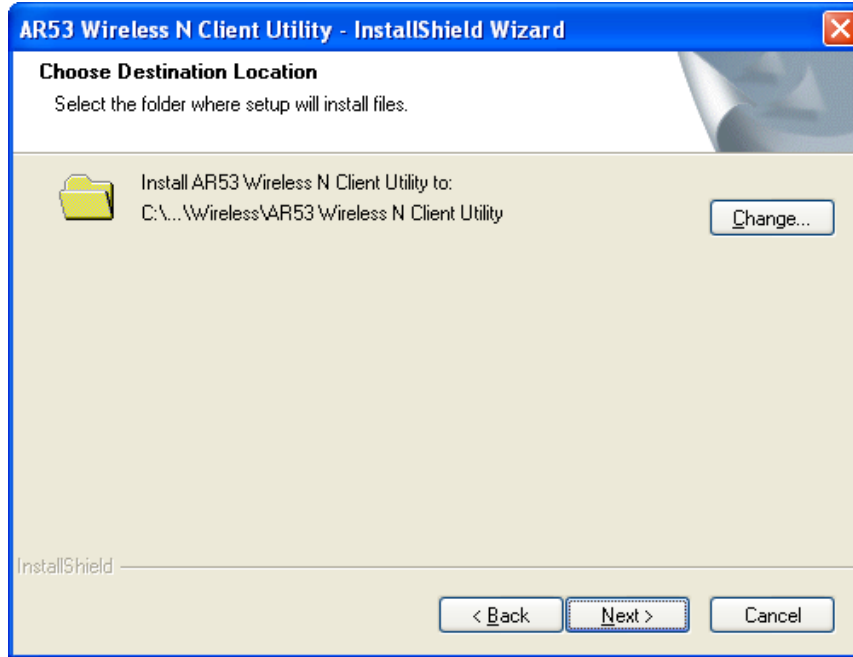 AR53 Wireless N Client Utility - InstallShield Wizard
Choose Destination Location
Select the folder where setup will install files.
Install AR53 Wireless N Client Utility to:
C:\...\Wireless\AR53 Wireless N Client Utility
Change...
InstallShield
< Back Next > Cancel